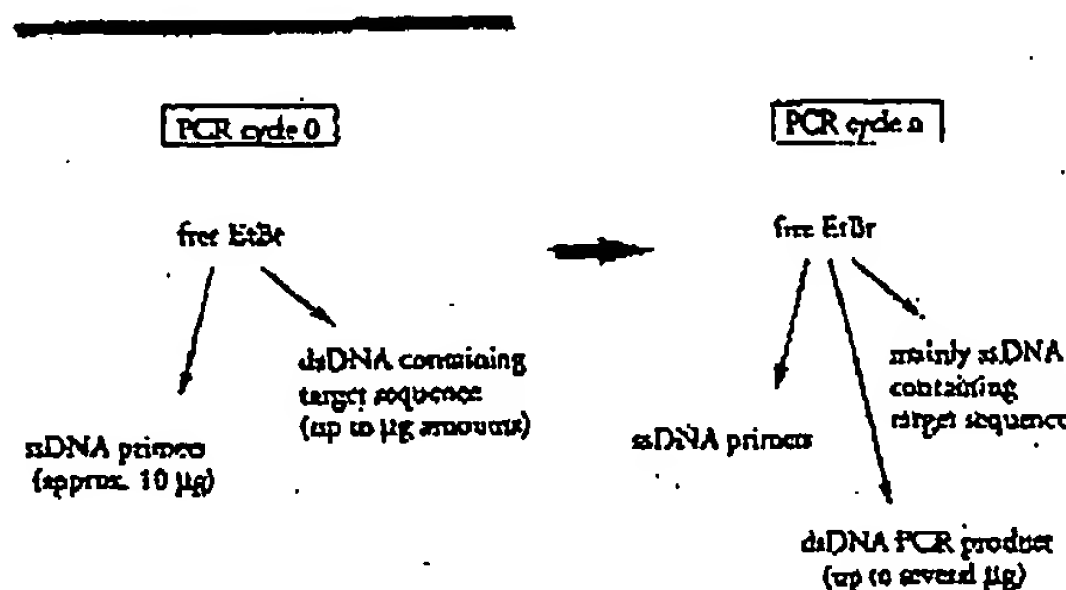 PCR cycle 0
free EtBr
dsDNA containing
target sequence
(up to µg amounts)
ssDNA primers
(approx. 10 µg)
PCR cycle n
free EtBr
mainly ssDNA
containing
target sequence
ssDNA primers
dsDNA PCR product
(up to several µg)